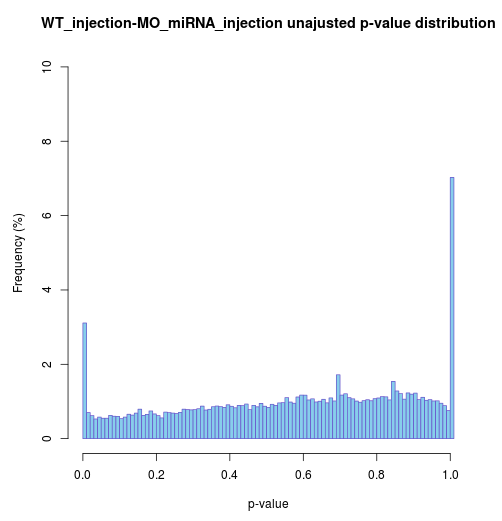 WT_injection-MO_miRNA_injection unajusted p-value distribution
Frequency (%)
10
8
6
4
2
0
0.0 0.2 0.4 0.6 0.8 1.0
p-value